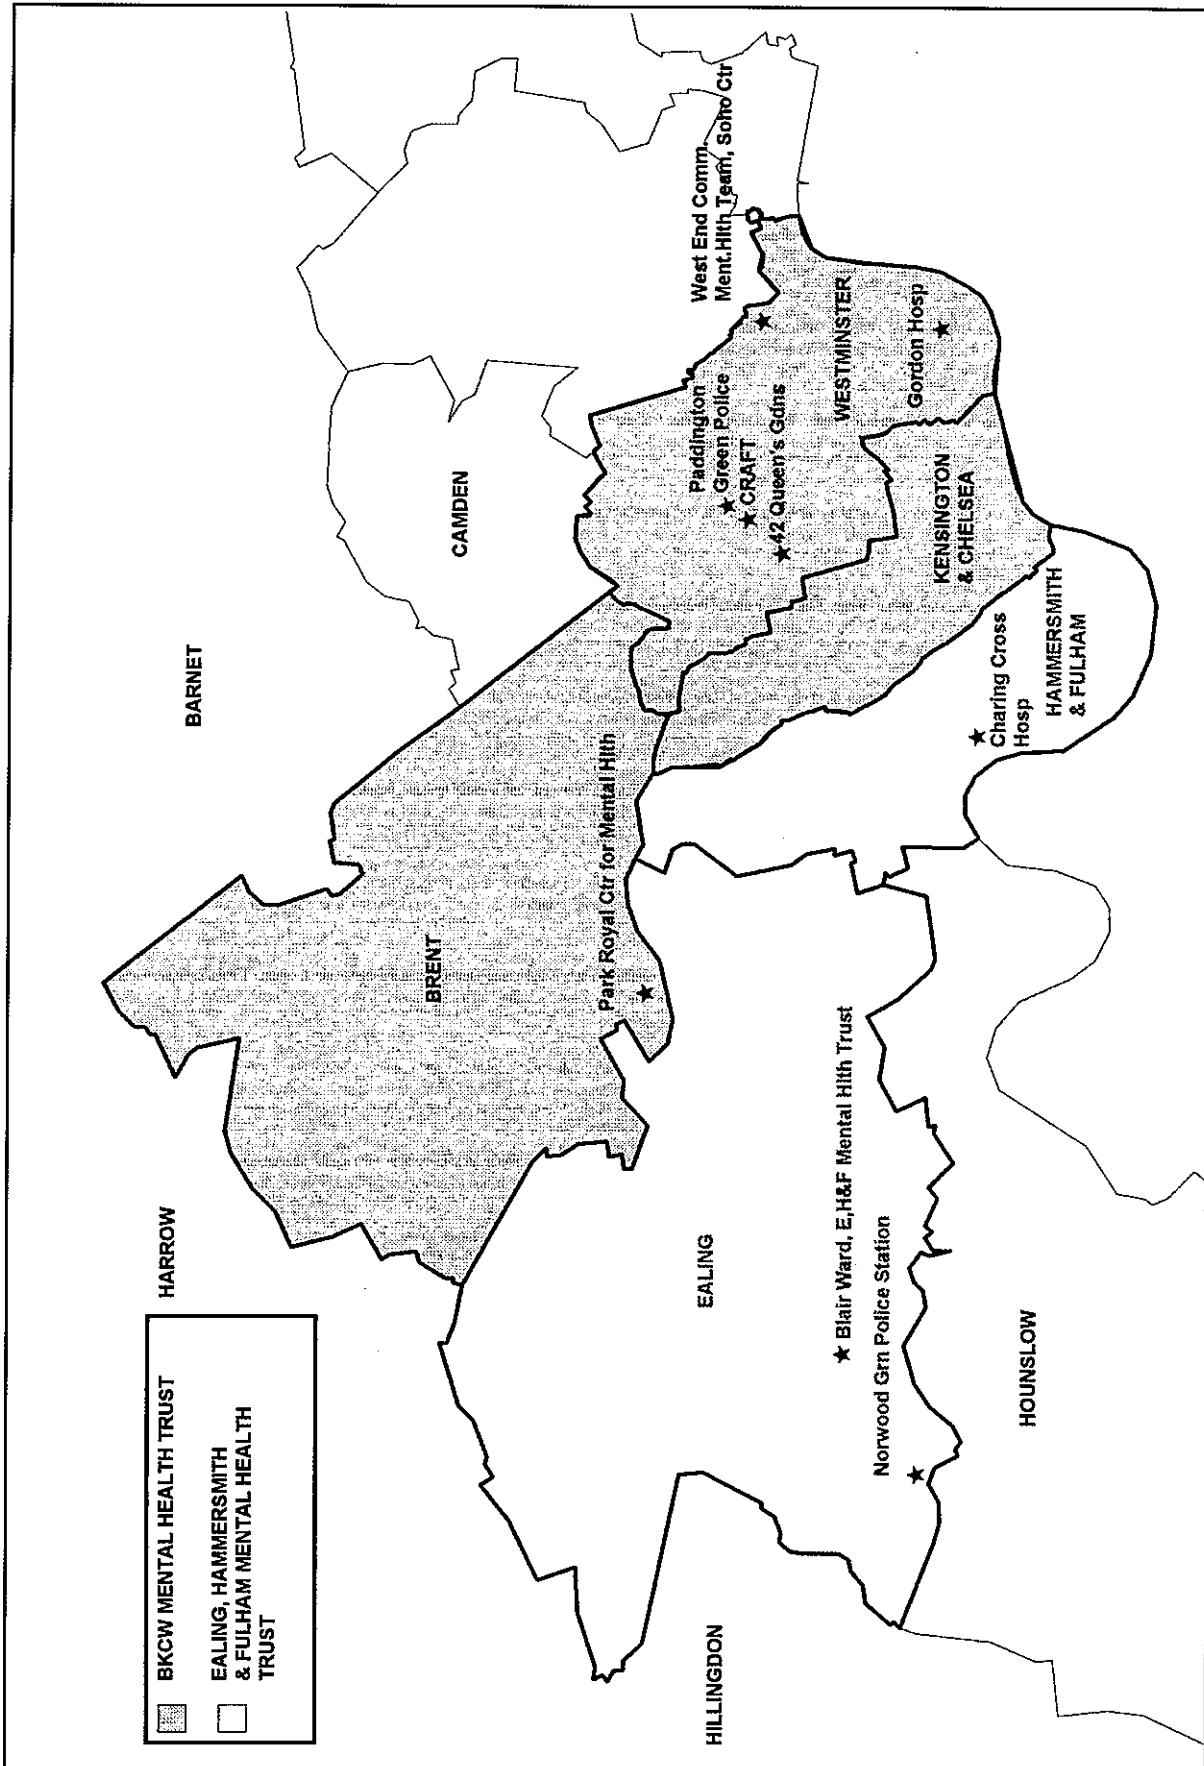 BKCW MENTAL HEALTH TRUST
EALING, HAMMERSMITH
& FULHAM MENTAL HEALTH
TRUST
HARROW
BARNET
BRENT
CAMDEN
HILLINGDON
EALING
HOUNSLOW
Park Royal Ctr for Mental Hlth
Blair Ward, E,H&F Mental Hlth Trust
Norwood Grn Police Station
West End Comm.
Ment.Hlth Team, Soho Ctr
Paddington
Green Police
CRAFT
42 Queen's Gdns
WESTMINSTER
Gordon Hosp
KENSINGTON
& CHELSEA
Charing Cross
Hosp
HAMMERSMITH
& FULHAM